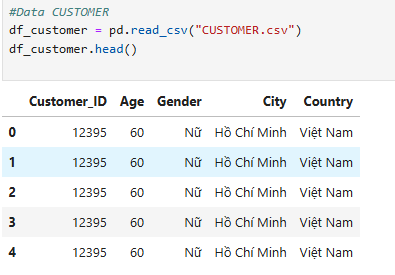 #Data CUSTOMER
df_customer = pd.read_csv("CUSTOMER.csv")
df_customer.head()
Customer_ID Age Gender City Country
0 12395 60 Nữ Hồ Chí Minh Việt Nam
1 12395 60 Nữ Hồ Chí Minh Việt Nam
2 12395 60 Nữ Hồ Chí Minh Việt Nam
3 12395 60 Nữ Hồ Chí Minh Việt Nam
4 12395 60 Nữ Hồ Chí Minh Việt Nam